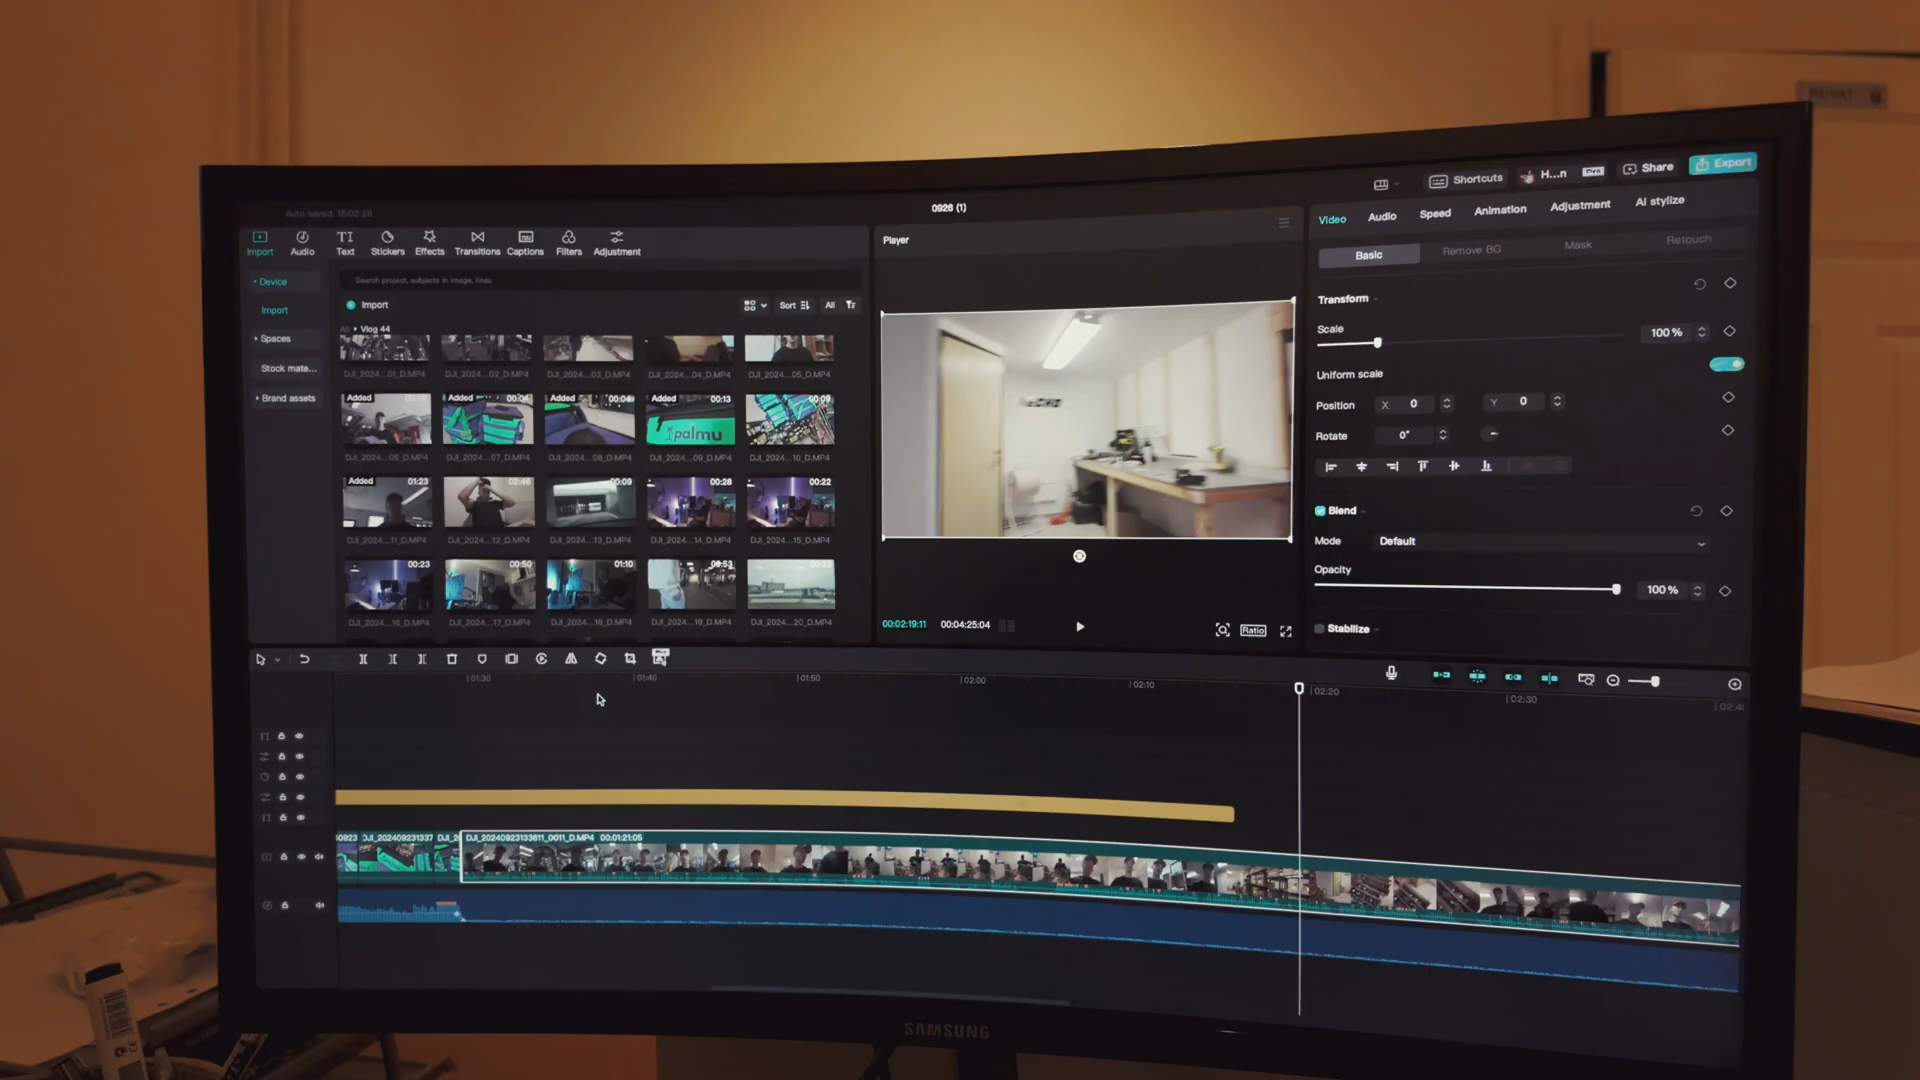 PRIVAT
Auto saved: 16:02:28
0926 (1)
Shortcuts
H...n
Pro
Share
Export
Import
Audio
Text
Stickers
Effects
Transitions
Captions
Filters
Adjustment
Player
Video
Audio
Speed
Animation
Adjustment
AI stylize
Basic
Remove BG
Mask
Retouch
Device
Import
Spaces
Stock mate...
Brand assets
Search project, subjects in image, lines
Import
Sort
All
All
Vlog 44
DJI_2024....01_D.MP4
DJI_2024....02_D.MP4
DJI_2024....03_D.MP4
DJI_2024....04_D.MP4
DJI_2024....05_D.MP4
Added
Added
00:04
Added
00:04
Added
00:13
00:09
palmu
DJI_2024....06_D.MP4
DJI_2024....07_D.MP4
DJI_2024....08_D.MP4
DJI_2024....09_D.MP4
DJI_2024....10_D.MP4
Added
01:23
02:46
00:09
00:28
00:22
DJI_2024....11_D.MP4
DJI_2024....12_D.MP4
DJI_2024....13_D.MP4
DJI_2024....14_D.MP4
DJI_2024....15_D.MP4
00:23
00:50
01:10
00:53
00:23
DJI_2024....16_D.MP4
DJI_2024....17_D.MP4
DJI_2024....18_D.MP4
DJI_2024....19_D.MP4
DJI_2024....20_D.MP4
00:02:19:11
00:04:25:04
Ratio
Transform
Scale
100%
Uniform scale
Position
X 0
Y 0
Rotate
0°
Blend
Mode
Default
Opacity
100%
Stabilize
01:30
01:40
01:50
02:00
02:10
02:20
02:30
02:40
0923
DJI_202409231337
DJI_2
DJI_20240923133811_0011_D.MP4 00:01:21:05
SAMSUNG